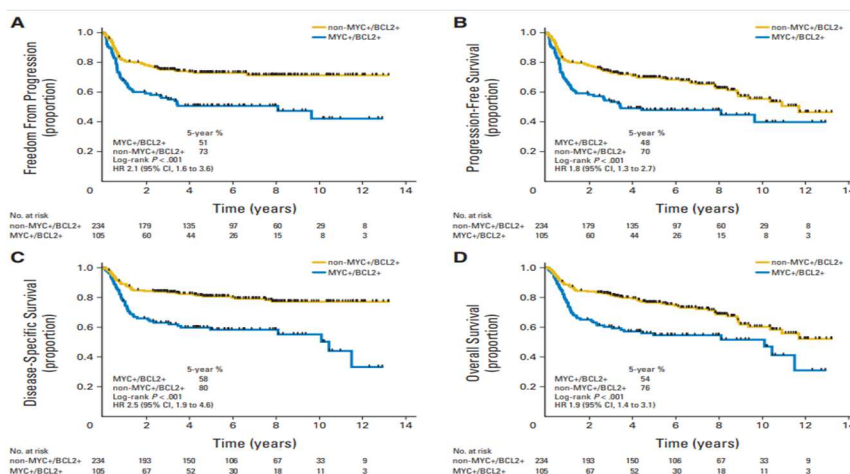 A
non-MYC+/BCL2+
MYC+/BCL2+
Freedom From Progression
(proportion)
1.0
0.8
0.6
0.4
0.2
5-year %
MYC+/BCL2+ 51
non-MYC+/BCL2+ 73
Log-rank P < .001
HR 2.1 (95% CI, 1.6 to 3.6)
0 2 4 6 8 10 12 14
Time (years)
No. at risk
non-MYC+/BCL2+ 234 179 135 97 60 29 8
MYC+/BCL2+ 105 60 44 26 15 8 3
B
non-MYC+/BCL2+
MYC+/BCL2+
Progression-Free Survival
(proportion)
1.0
0.8
0.6
0.4
0.2
5-year %
MYC+/BCL2+ 48
non-MYC+/BCL2+ 70
Log-rank P < .001
HR 1.8 (95% CI, 1.3 to 2.7)
0 2 4 6 8 10 12 14
Time (years)
No. at risk
non-MYC+/BCL2+ 234 179 135 97 60 29 8
MYC+/BCL2+ 105 60 44 26 15 8 3
C
non-MYC+/BCL2+
MYC+/BCL2+
Disease-Specific Survival
(proportion)
1.0
0.8
0.6
0.4
0.2
5-year %
MYC+/BCL2+ 58
non-MYC+/BCL2+ 80
Log-rank P < .001
HR 2.5 (95% CI, 1.9 to 4.6)
0 2 4 6 8 10 12 14
Time (years)
No. at risk
non-MYC+/BCL2+ 234 193 150 106 67 33 9
MYC+/BCL2+ 105 67 52 30 18 11 3
D
non-MYC+/BCL2+
MYC+/BCL2+
Overall Survival
(proportion)
1.0
0.8
0.6
0.4
0.2
5-year %
MYC+/BCL2+ 54
non-MYC+/BCL2+ 76
Log-rank P < .001
HR 1.9 (95% CI, 1.4 to 3.1)
0 2 4 6 8 10 12 14
Time (years)
No. at risk
non-MYC+/BCL2+ 234 193 150 106 67 33 9
MYC+/BCL2+ 105 67 52 30 18 11 3